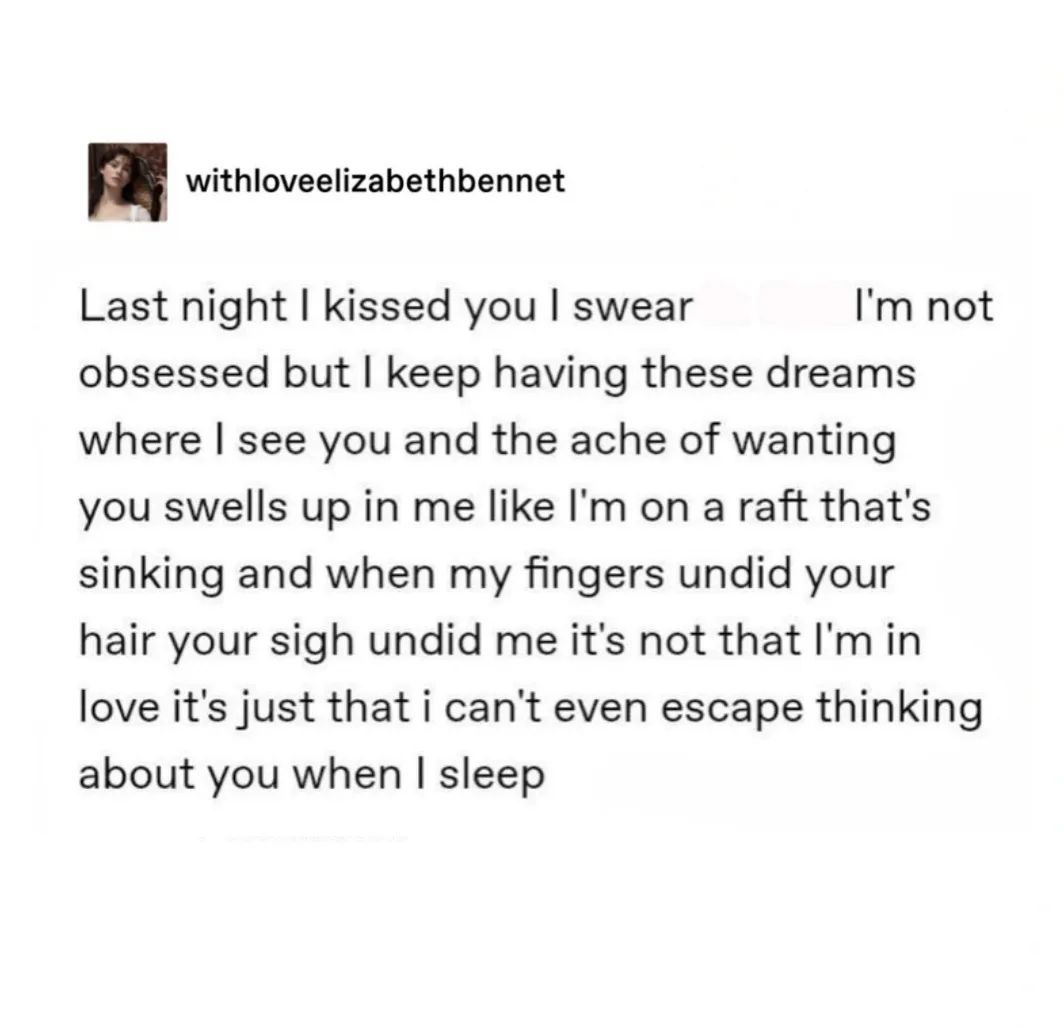 withloveelizabethbennet
Last night I kissed you I swear I'm not
obsessed but I keep having these dreams
where I see you and the ache of wanting
you swells up in me like I'm on a raft that's
sinking and when my fingers undid your
hair your sigh undid me it's not that I'm in
love it's just that i can't even escape thinking
about you when I sleep